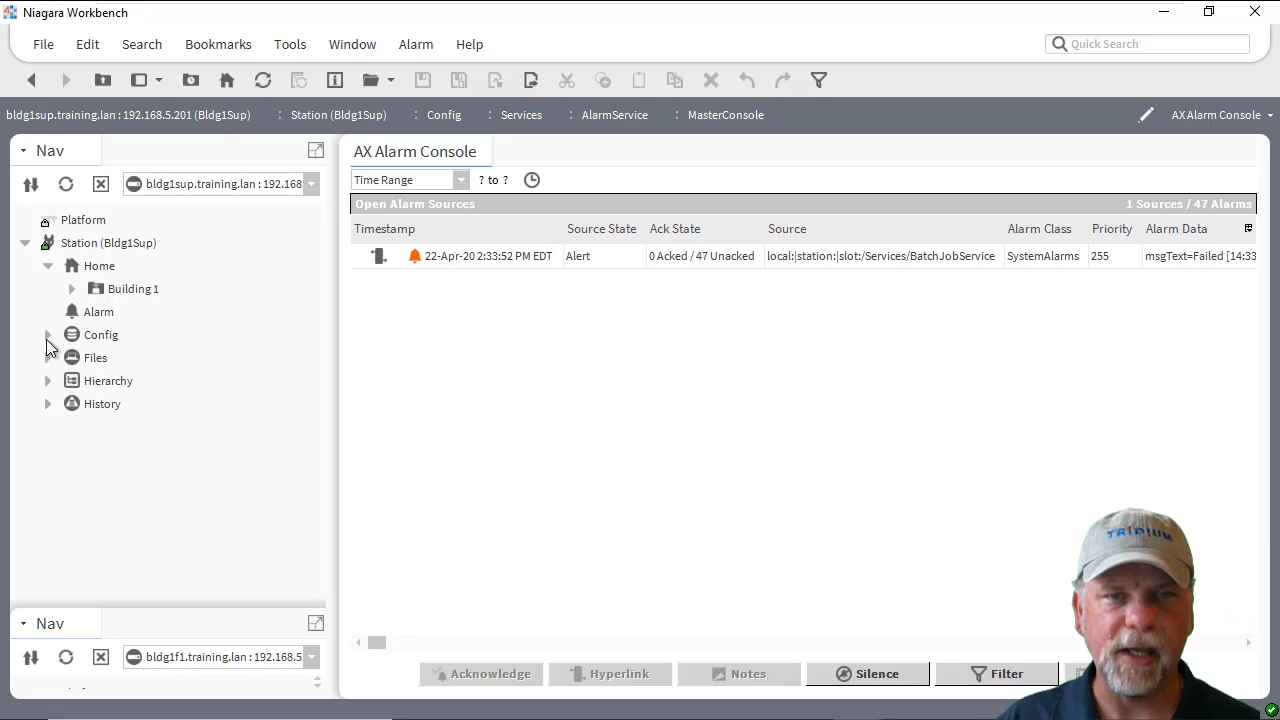 Niagara Workbench
File Edit Search Bookmarks Tools Window Alarm Help
Quick Search
bldg1sup.training.lan : 192.168.5.201 (Bldg1Sup) : Station (Bldg1Sup) : Config : Services : AlarmService : MasterConsole AX Alarm Console
Nav
bldg1sup.training.lan : 192.168
Platform
Station (Bldg1Sup)
Home
Building 1
Alarm
Config
Files
Hierarchy
History
Nav
bldg1f1.training.lan : 192.168.5
AX Alarm Console
Time Range ? to ?
Open Alarm Sources 1 Sources / 47 Alarms
Timestamp Source State Ack State Source Alarm Class Priority Alarm Data
22-Apr-20 2:33:52 PM EDT Alert 0 Acked / 47 Unacked local:|station:|slot:/Services/BatchJobService SystemAlarms 255 msgText=Failed [14:33
Acknowledge Hyperlink Notes Silence Filter
TRIDIUM